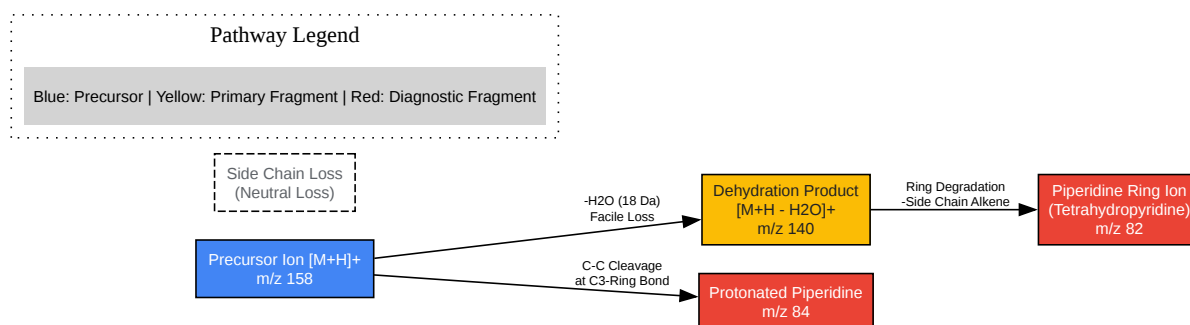 Pathway Legend
Blue: Precursor | Yellow: Primary Fragment | Red: Diagnostic Fragment
Side Chain Loss
(Neutral Loss)
Precursor Ion [M+H]+
m/z 158
-H2O (18 Da)
Facile Loss
C-C Cleavage
at C3-Ring Bond
Dehydration Product
[M+H - H2O]+
m/z 140
Protonated Piperidine
m/z 84
Ring Degradation
-Side Chain Alkene
Piperidine Ring Ion
(Tetrahydropyridine)
m/z 82